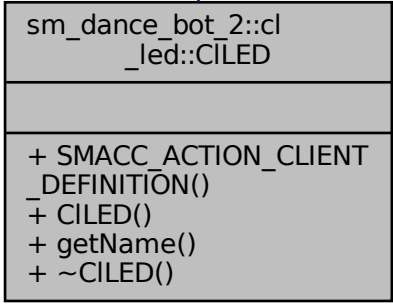 sm_dance_bot_2::cl
_led::ClLED
+ SMACC_ACTION_CLIENT
_DEFINITION()
+ ClLED()
+ getName()
+ ~ClLED()